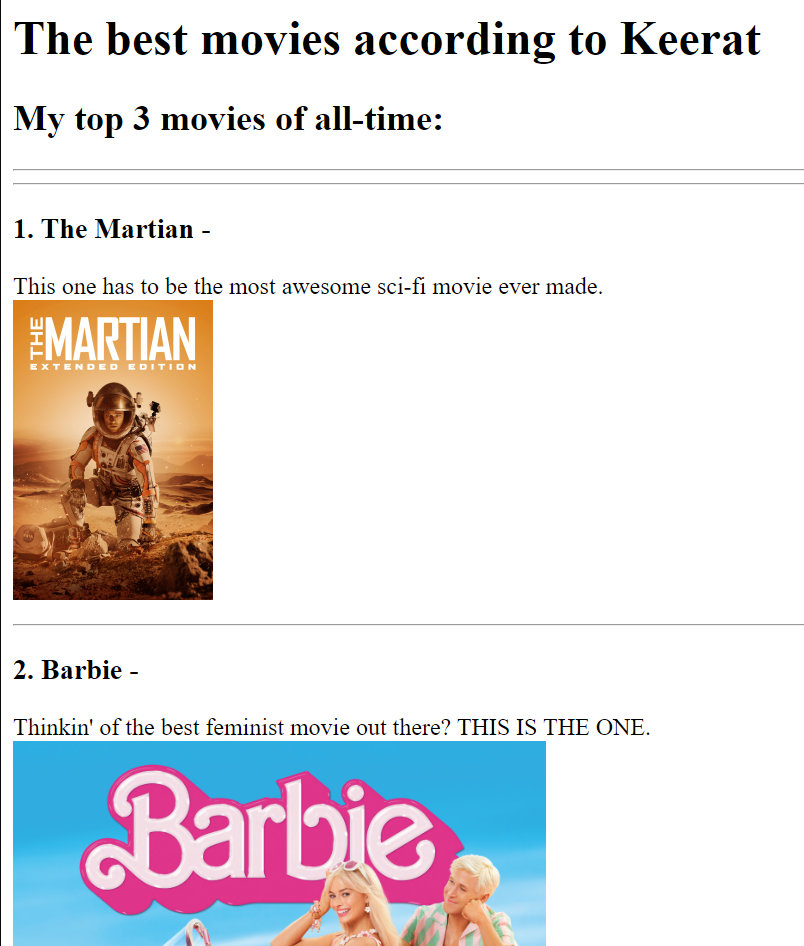 The best movies according to Keerat
My top 3 movies of all-time:
1. The Martian -
This one has to be the most awesome sci-fi movie ever made.
THE MARTIAN
EXTENDED EDITION
2. Barbie -
Thinkin' of the best feminist movie out there? THIS IS THE ONE.
Barbie